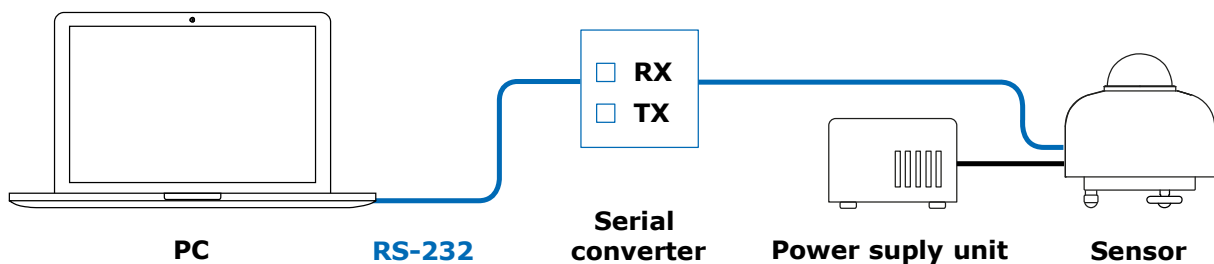 RX
TX
PC
RS-232
Serial
converter
Power suply unit
Sensor